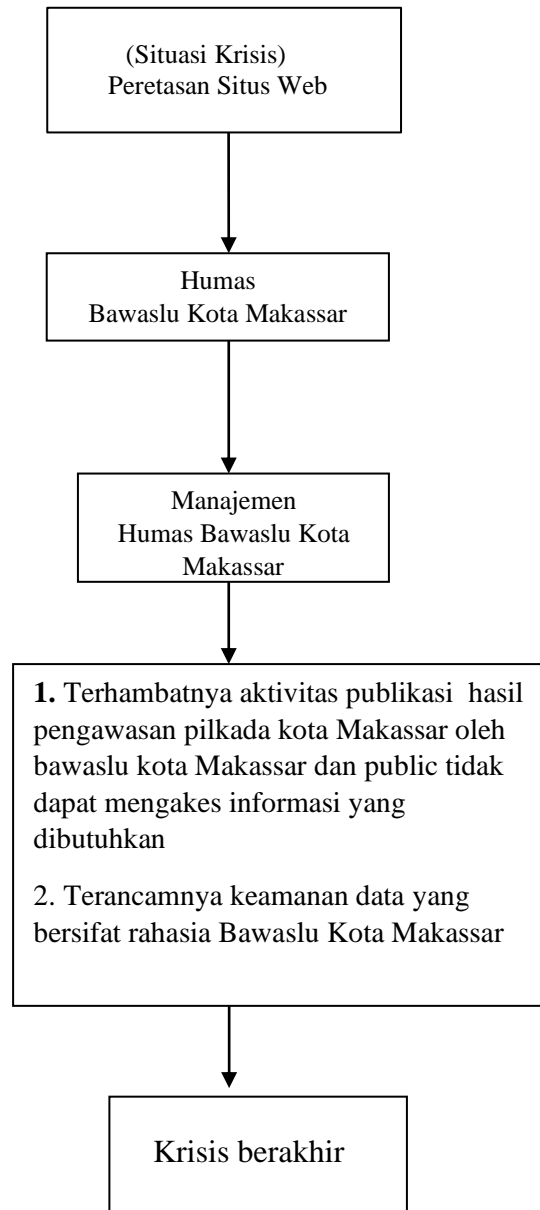 (Situasi Krisis)
Peretasan Situs Web
Humas
Bawaslu Kota Makassar
Manajemen
Humas Bawaslu Kota
Makassar
1. Terhambatnya aktivitas publikasi hasil
pengawasan pilkada kota Makassar oleh
bawaslu kota Makassar dan public tidak
dapat mengakes informasi yang
dibutuhkan
2. Terancamnya keamanan data yang
bersifat rahasia Bawaslu Kota Makassar
Krisis berakhir